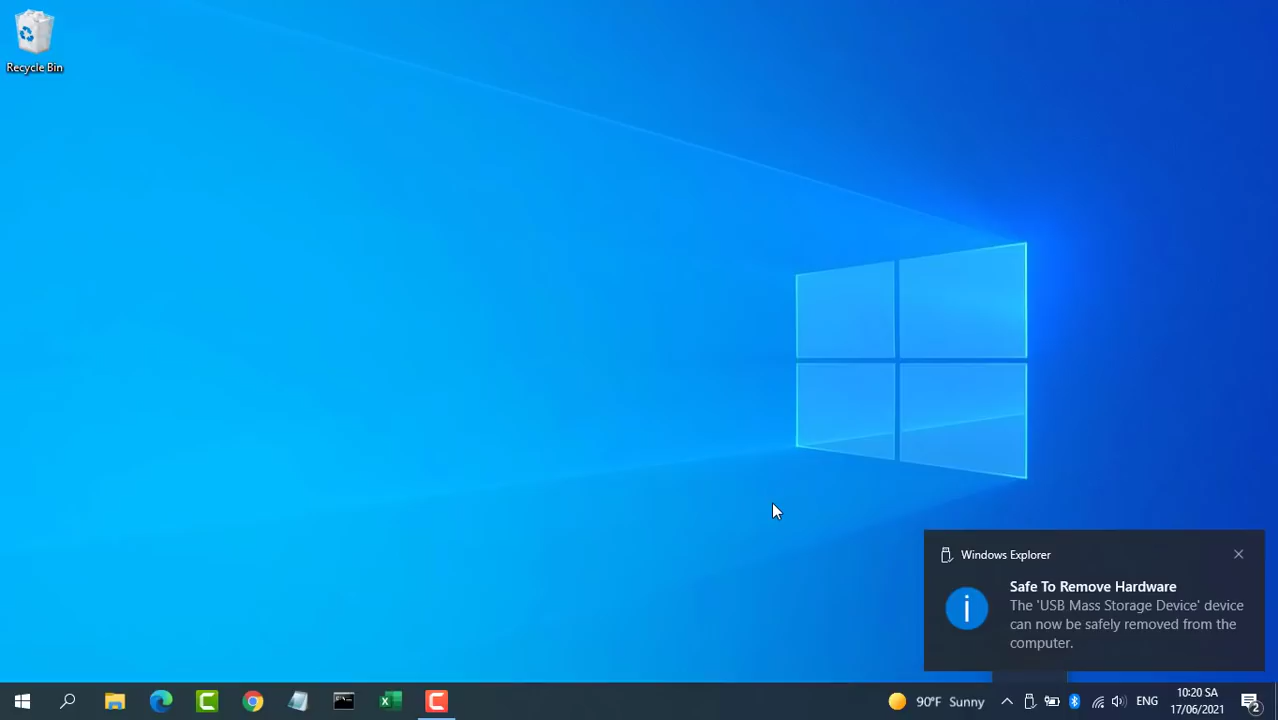 Recycle Bin
Windows Explorer
Safe To Remove Hardware
The 'USB Mass Storage Device' device
can now be safely removed from the
computer.
90°F Sunny
ENG
10:20 SA
17/06/2021
2